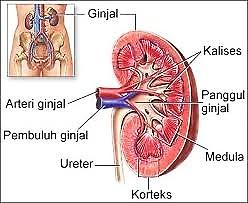 Ginjal
Kalises
Arteri ginjal
Panggul
ginjal
Pembuluh ginjal
Ureter
Medula
Korteks